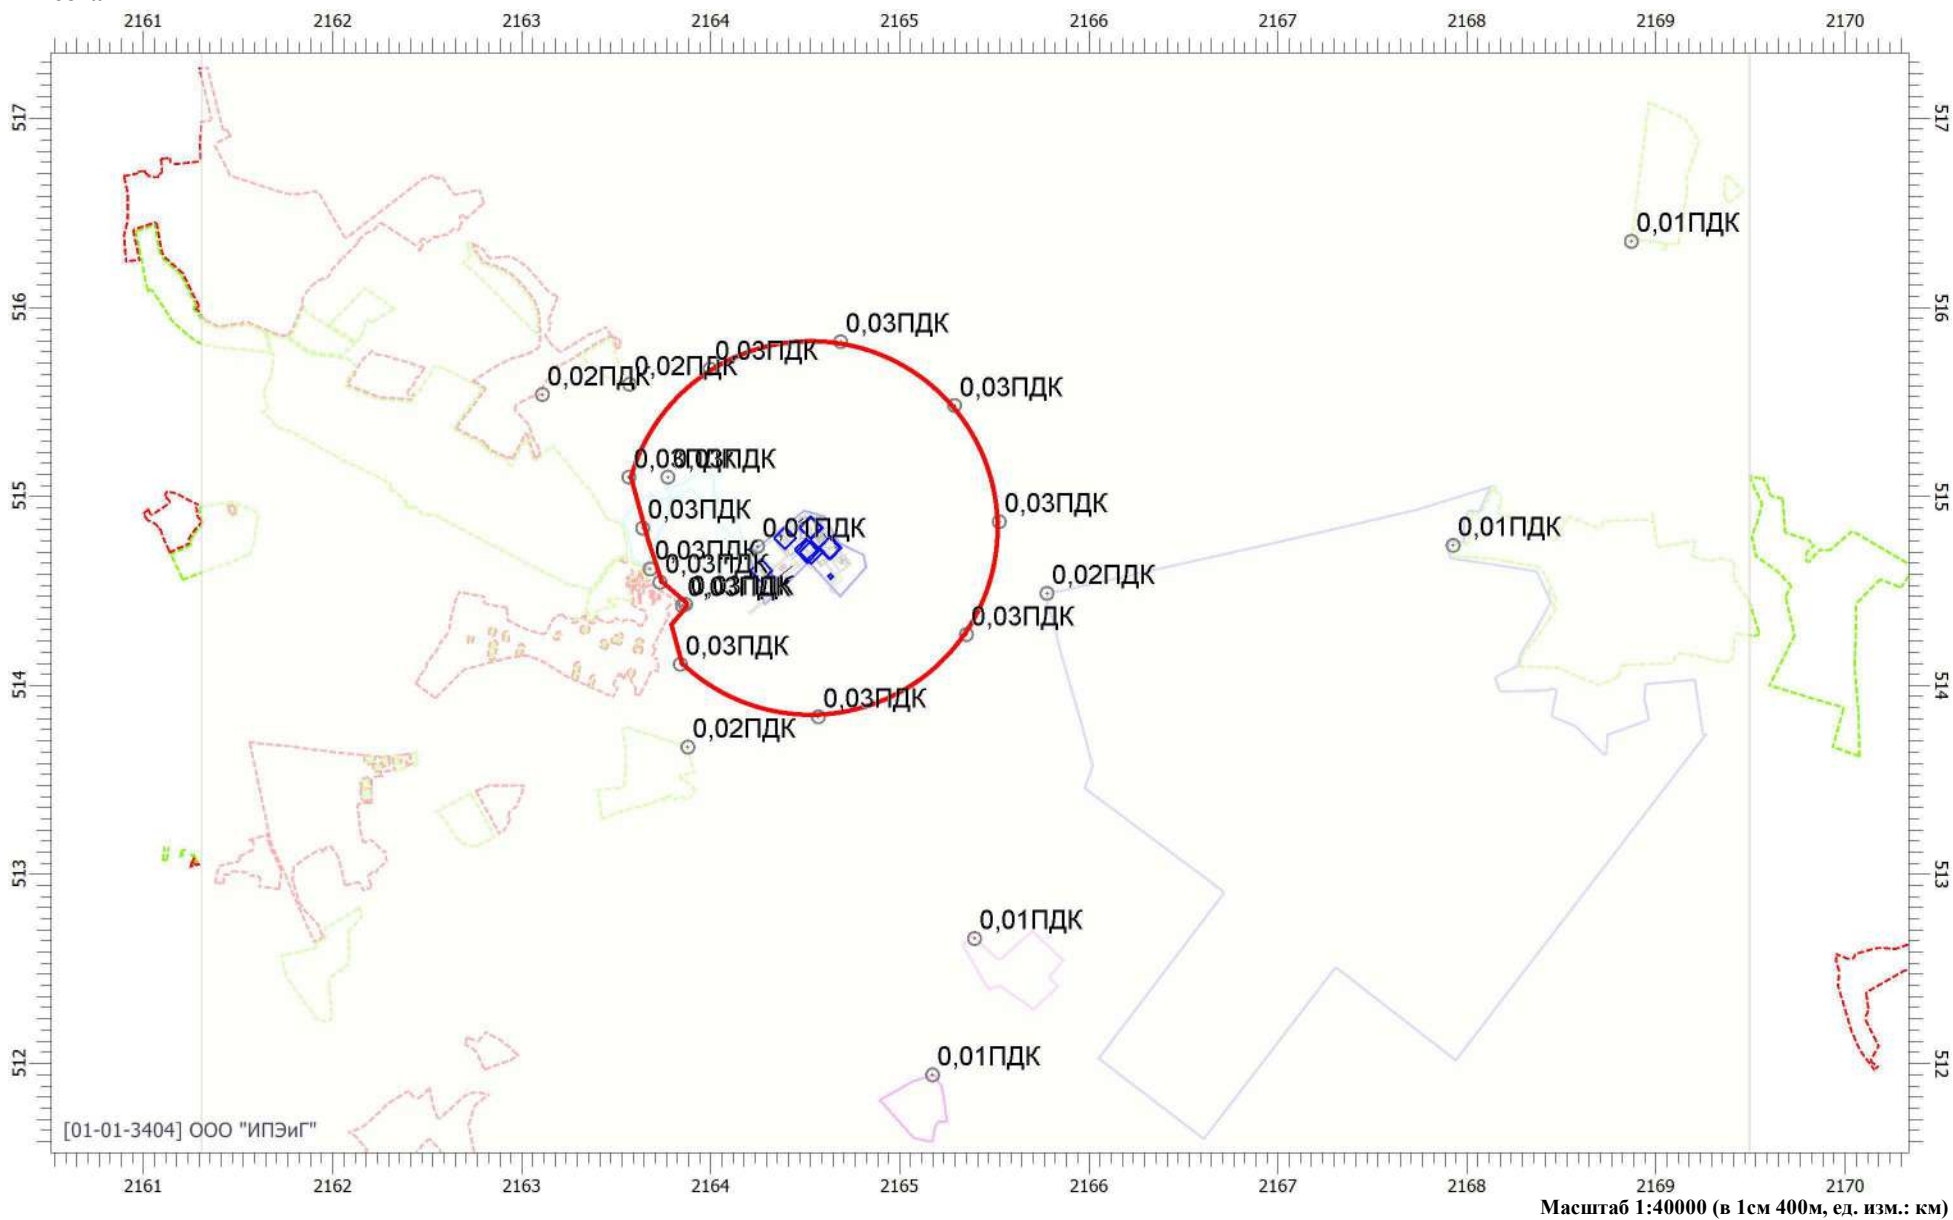 2161 2162 2163 2164 2165 2166 2167 2168 2169 2170
517 517
0,01ПДК
516 516
0,03ПДК
0,03ПДК
0,02ПДК
0,02ПДК
0,03ПДК
0,03ПДК
0,03ПДК
515 515
0,03ПДК
0,03ПДК
0,01ПДК
0,01ПДК
0,03ПДК
0,03ПДК
0,02ПДК
0,03ПДК
0,03ПДК
0,03ПДК
514 514
0,03ПДК
0,02ПДК
513 513
0,01ПДК
512 512
0,01ПДК
[01-01-3404] ООО "ИПЭиГ"
2161 2162 2163 2164 2165 2166 2167 2168 2169 2170
Масштаб 1:40000 (в 1см 400м, ед. изм.: км)